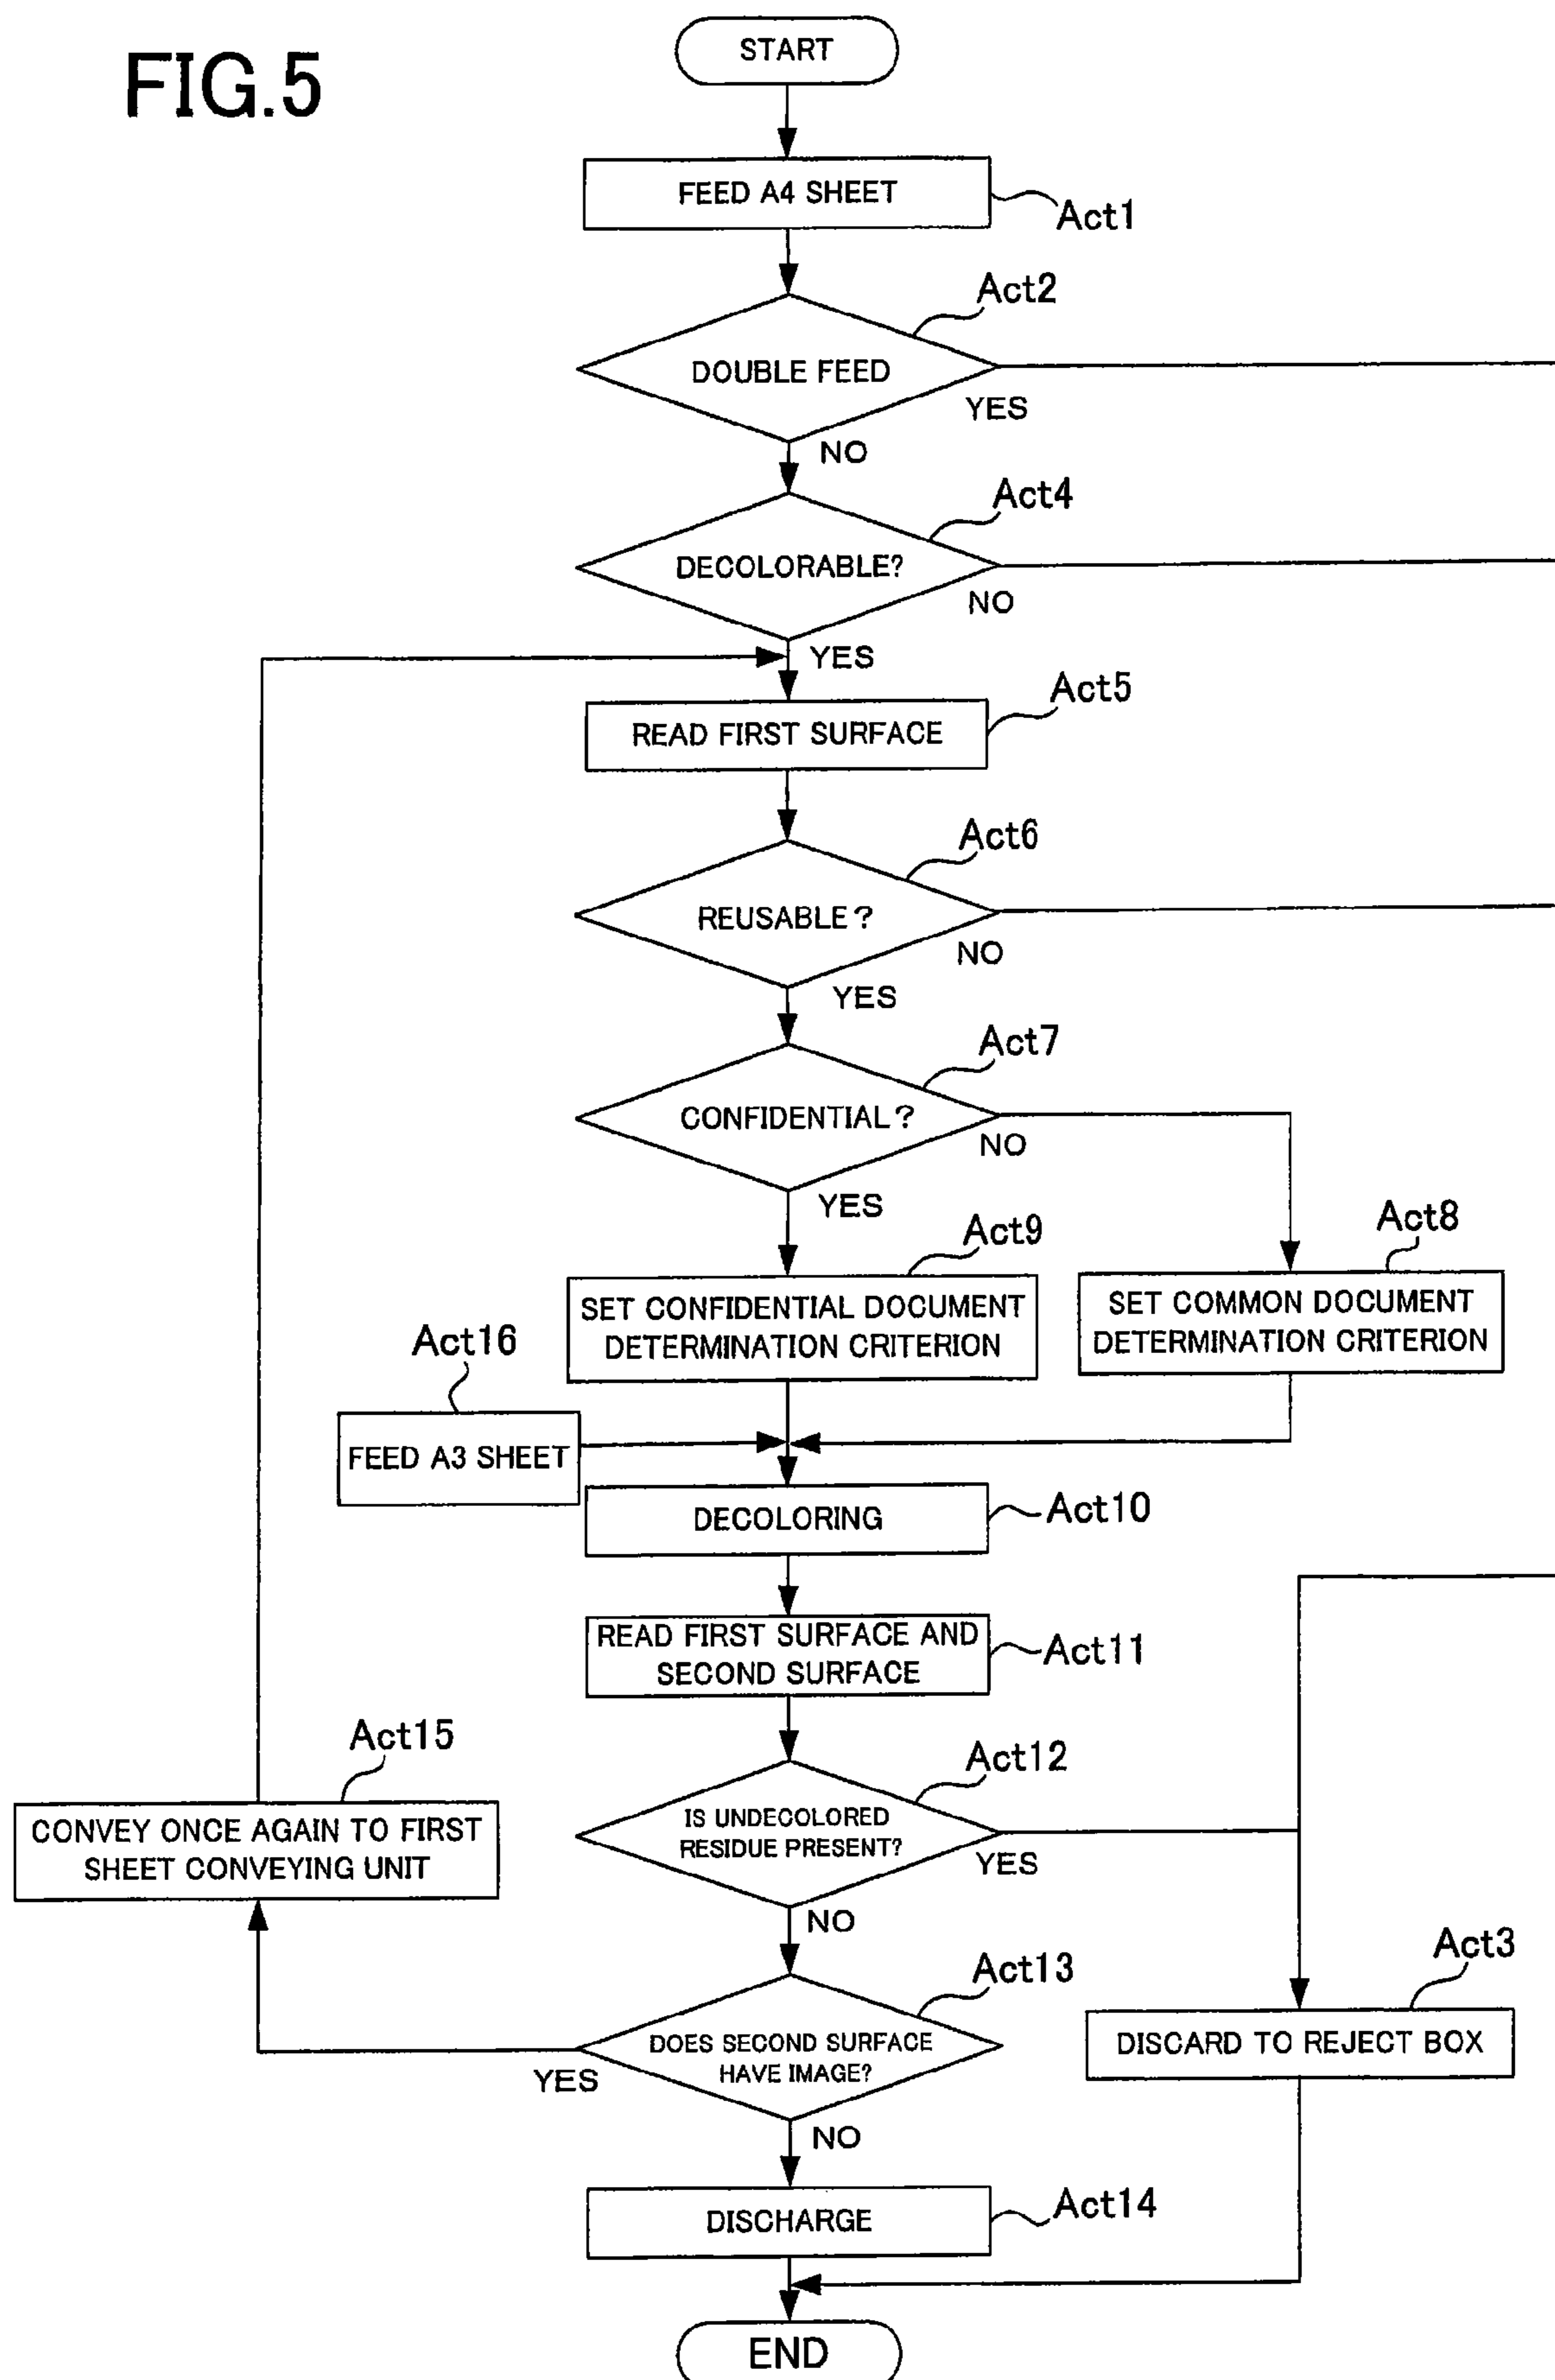 FIG.5
START
FEED A4 SHEET
Act1
Act2
DOUBLE FEED
YES
NO
Act4
DECOLORABLE?
NO
YES
Act5
READ FIRST SURFACE
Act6
REUSABLE?
NO
YES
Act7
CONFIDENTIAL?
NO
YES
Act9
Act8
SET CONFIDENTIAL DOCUMENT
DETERMINATION CRITERION
SET COMMON DOCUMENT
DETERMINATION CRITERION
Act16
FEED A3 SHEET
DECOLORING
Act10
READ FIRST SURFACE AND
SECOND SURFACE
Act11
Act15
CONVEY ONCE AGAIN TO FIRST
SHEET CONVEYING UNIT
Act12
IS UNDECOLORED
RESIDUE PRESENT?
YES
NO
Act13
Act3
DOES SECOND SURFACE
HAVE IMAGE?
YES
DISCARD TO REJECT BOX
NO
DISCHARGE
Act14
END